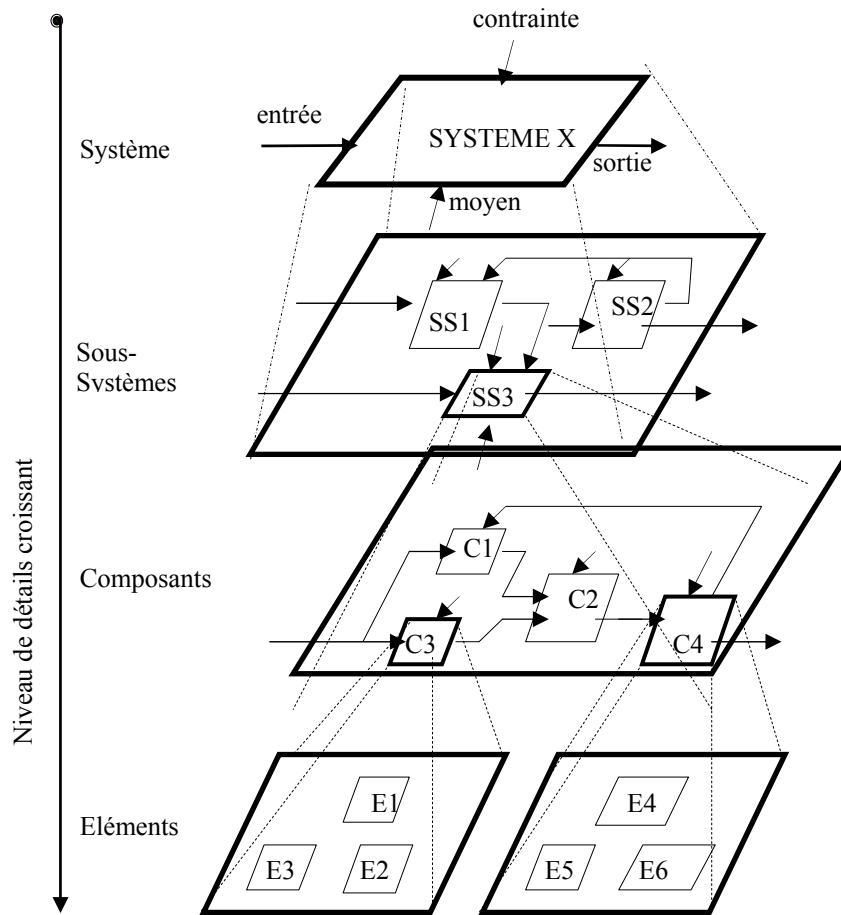 contrainte
entrée
SYSTEME X
Système
sortie
moyen
SS1
SS2
Sous-
Svstèmes
SS3
C1
Composants
C2
C3
C4
Niveau de détails croissant
E1
E4
Eléments
E3
E2
E5
E6